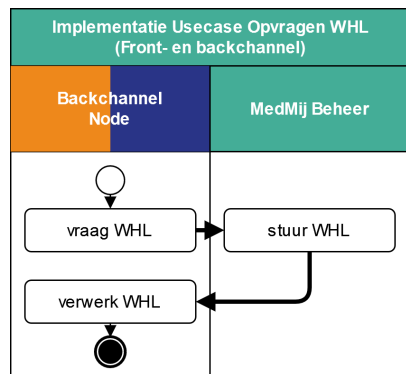 Implementatie Usecase Opvragen WHL
(Front- en backchannel)
Backchannel
Node
MedMij Beheer
vraag WHL
stuur WHL
verwerk WHL